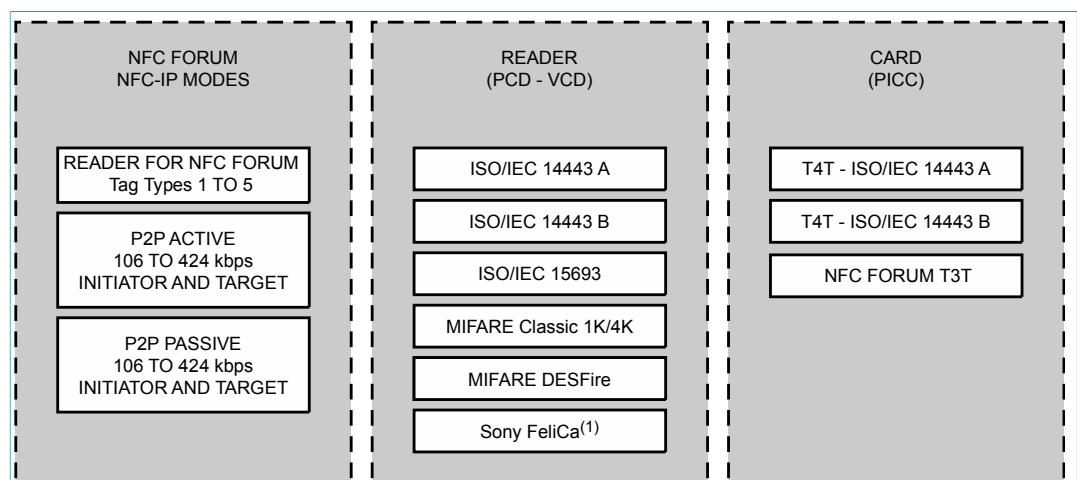 NFC FORUM
NFC-IP MODES
READER FOR NFC FORUM
Tag Types 1 TO 5
P2P ACTIVE
106 TO 424 kbps
INITIATOR AND TARGET
P2P PASSIVE
106 TO 424 kbps
INITIATOR AND TARGET
READER
(PCD - VCD)
ISO/IEC 14443 A
ISO/IEC 14443 B
ISO/IEC 15693
MIFARE Classic 1K/4K
MIFARE DESFire
Sony FeliCa(1)
CARD
(PICC)
T4T - ISO/IEC 14443 A
T4T - ISO/IEC 14443 B
NFC FORUM T3T